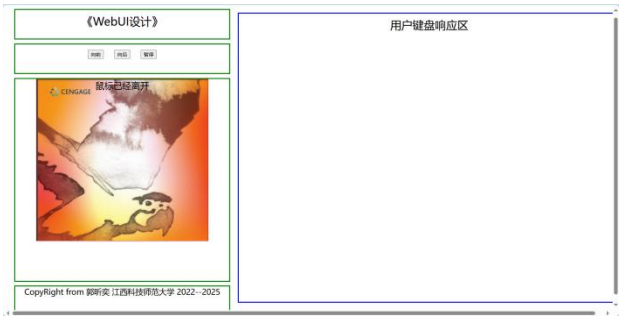 《WebUI设计》
向前 向后 暂停
鼠标已经离开
CENGAGE
CopyRight from 郭昕奕 江西科技师范大学 2022--2025
用户键盘响应区